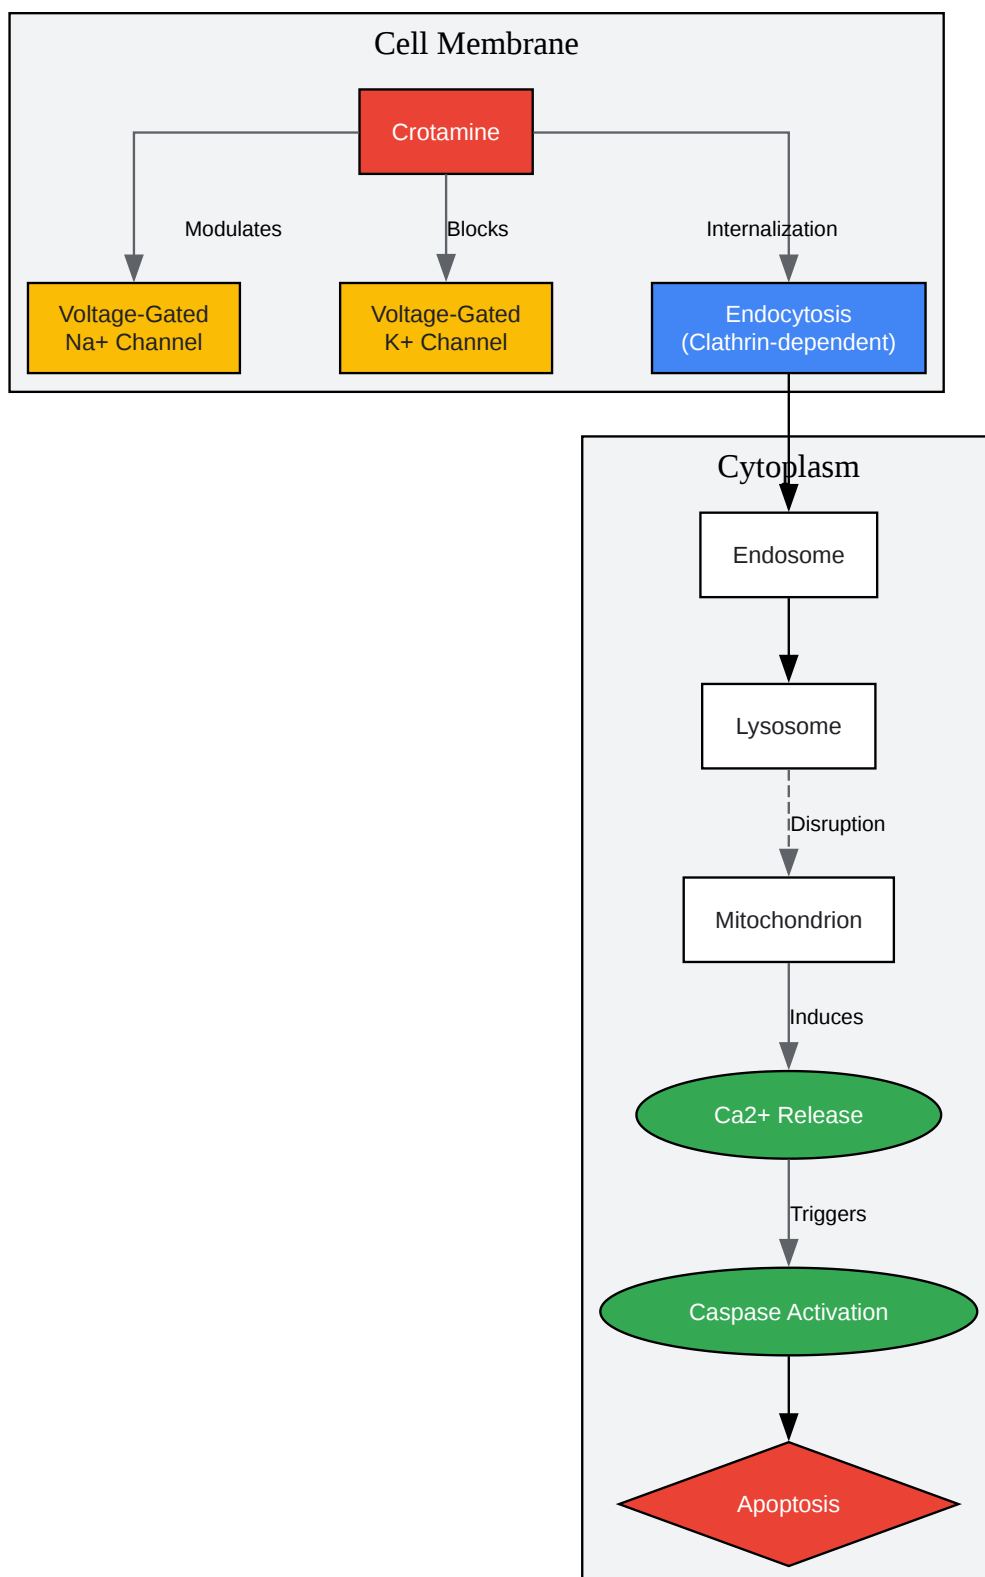 Cell Membrane
Crotamine
Modulates
Blocks
Internalization
Voltage-Gated
Na+ Channel
Voltage-Gated
K+ Channel
Endocytosis
(Clathrin-dependent)
Cytoplasm
Endosome
Lysosome
Disruption
Mitochondrion
Induces
Ca2+ Release
Triggers
Caspase Activation
Apoptosis